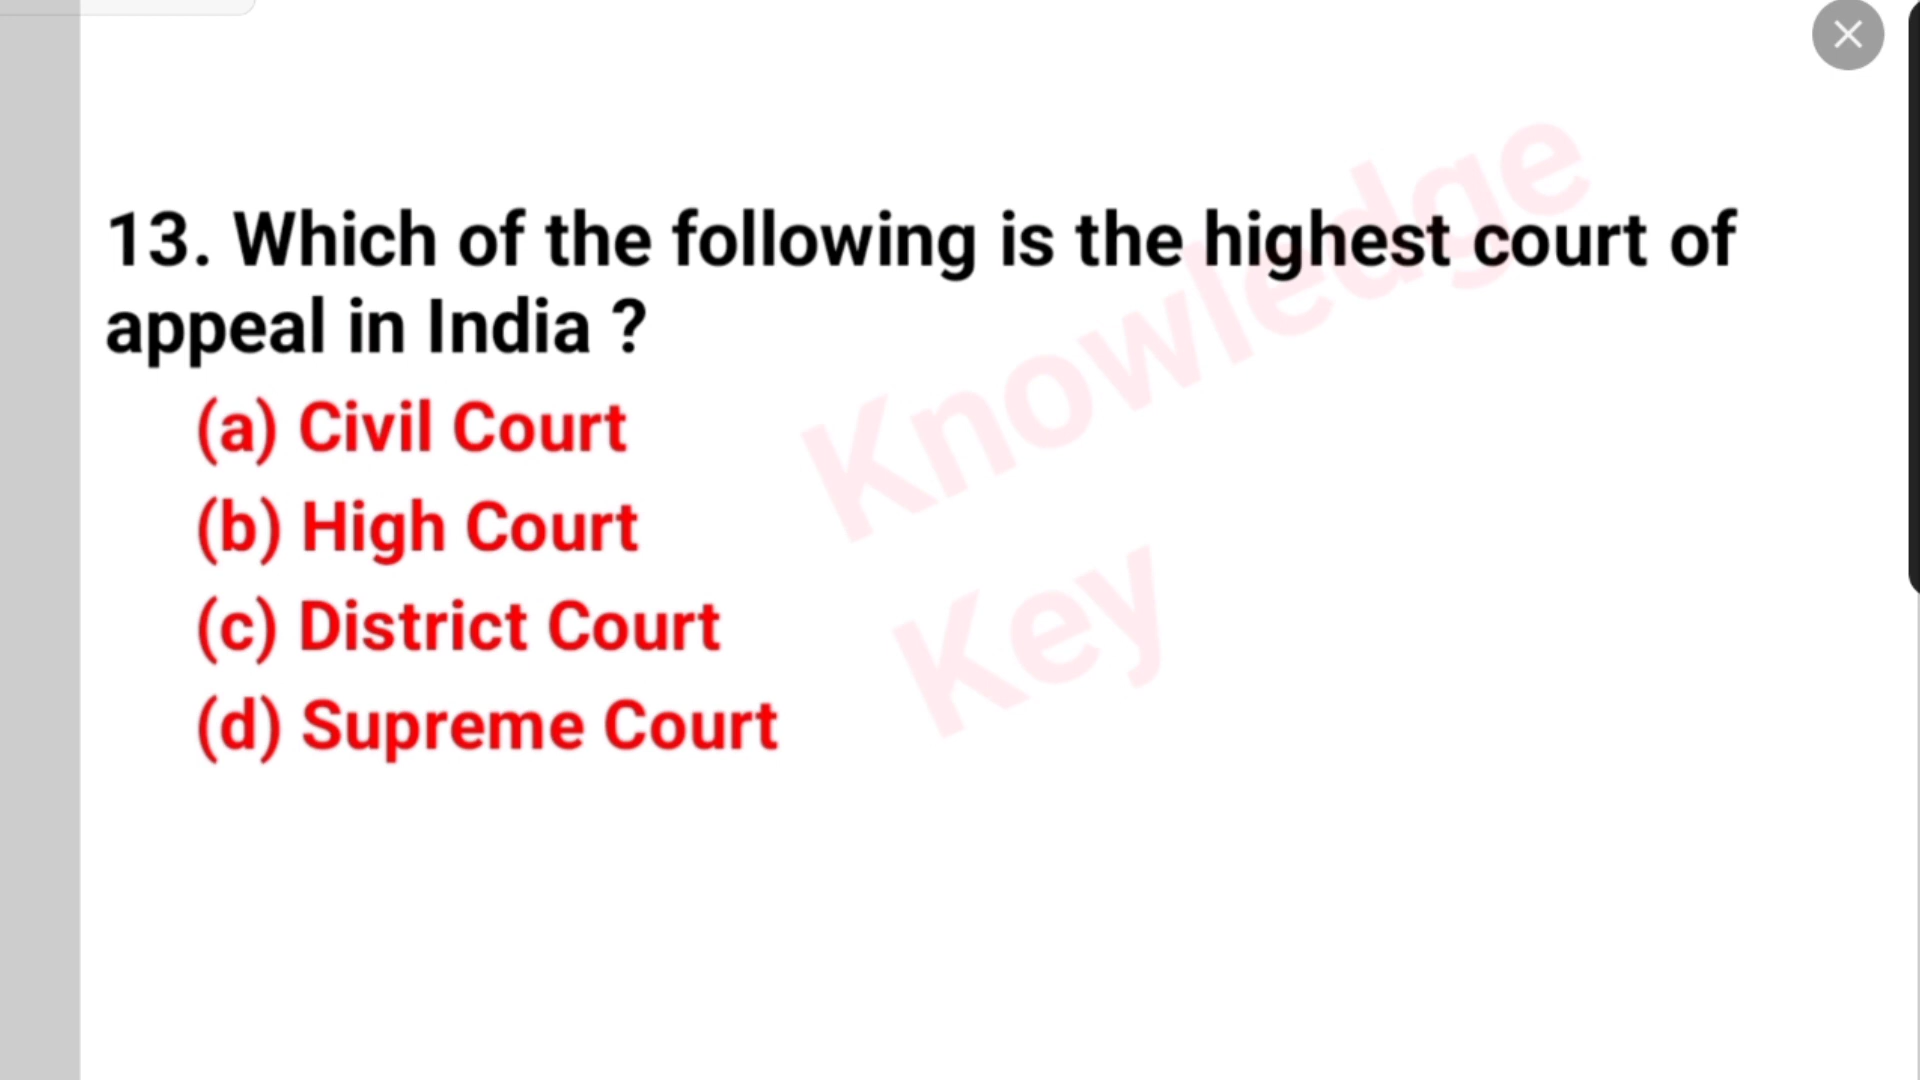 13. Which of the following is the highest court of
appeal in India ?
(a) Civil Court
(b) High Court
(c) District Court
(d) Supreme Court
Knowledge
Key